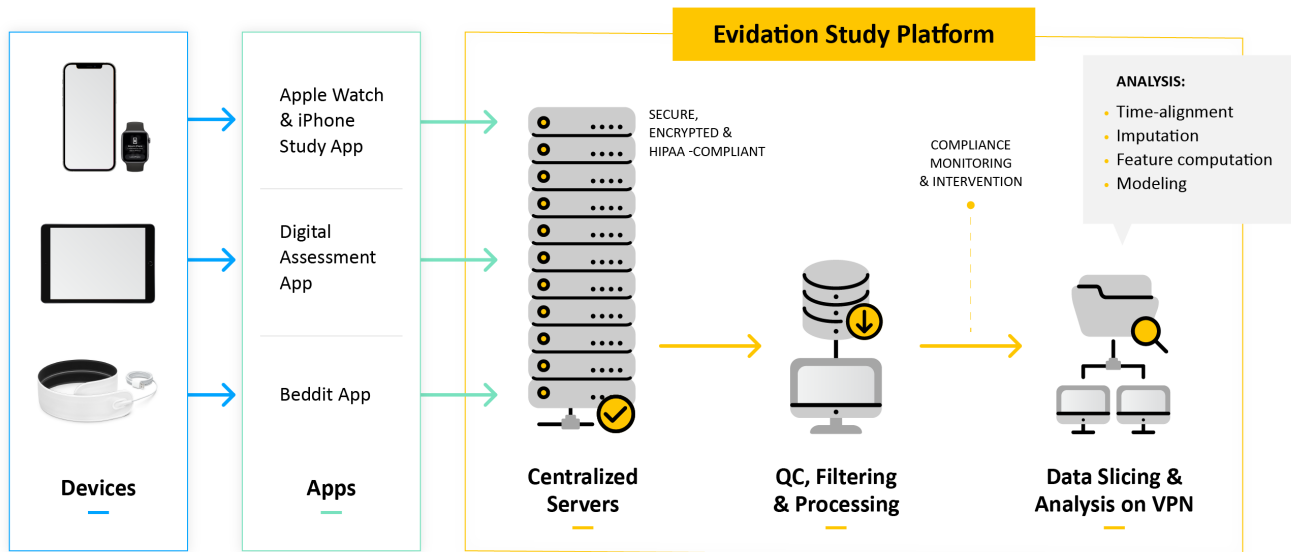 Evidation Study Platform
Apple Watch
& iPhone
Study App
Digital
Assessment
App
Beddit App
SECURE,
ENCRYPTED &
HIPAA -COMPLIANT
COMPLIANCE
MONITORING
& INTERVENTION
ANALYSIS:
• Time-alignment
• Imputation
• Feature computation
• Modeling
Devices
Apps
Centralized
Servers
QC, Filtering
& Processing
Data Slicing &
Analysis on VPN